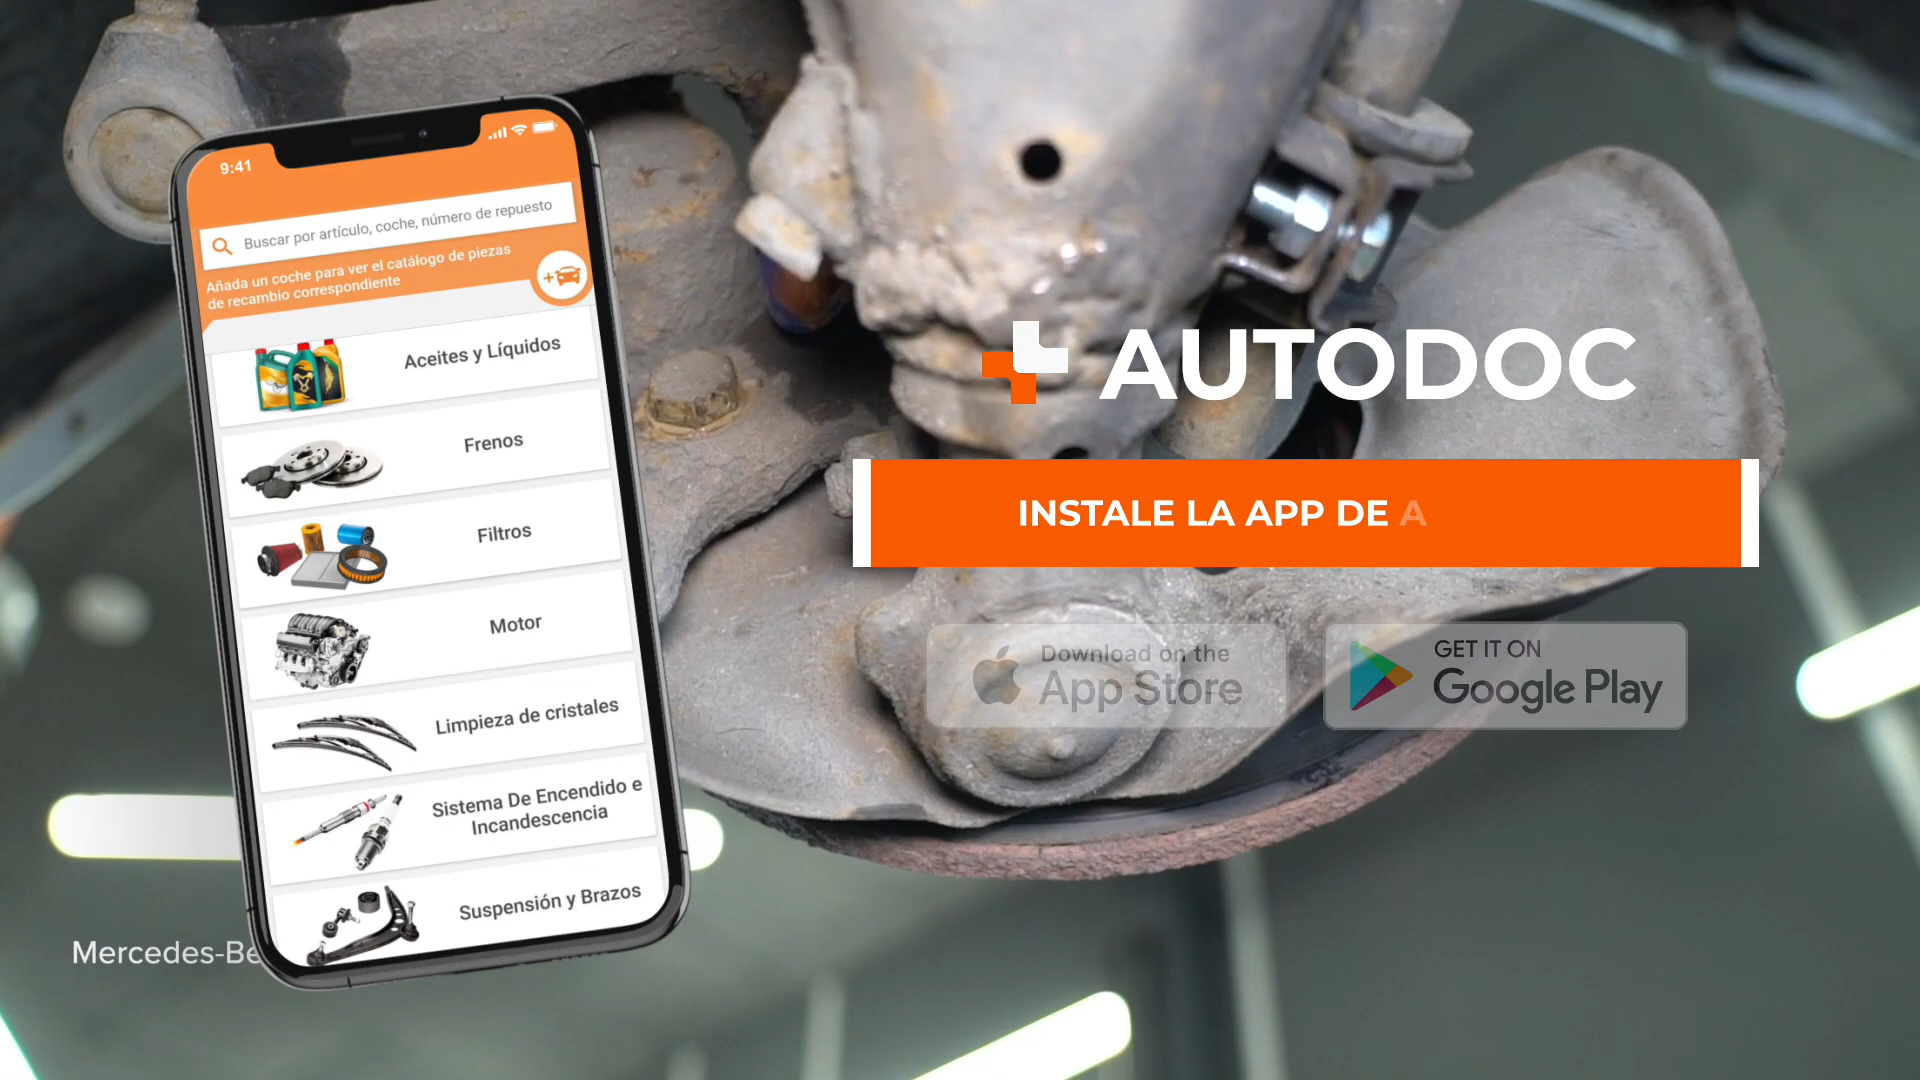 9:41
Buscar por artículo, coche, número de repuesto
Añada un coche para ver el catálogo de piezas
de recambio correspondiente
Aceites y Líquidos
Frenos
Filtros
Motor
Limpieza de cristales
Sistema De Encendido e
Incandescencia
Suspensión y Brazos
Mercedes-Be
AUTODOC
INSTALE LA APP DE A
Download on the
App Store
GET IT ON
Google Play